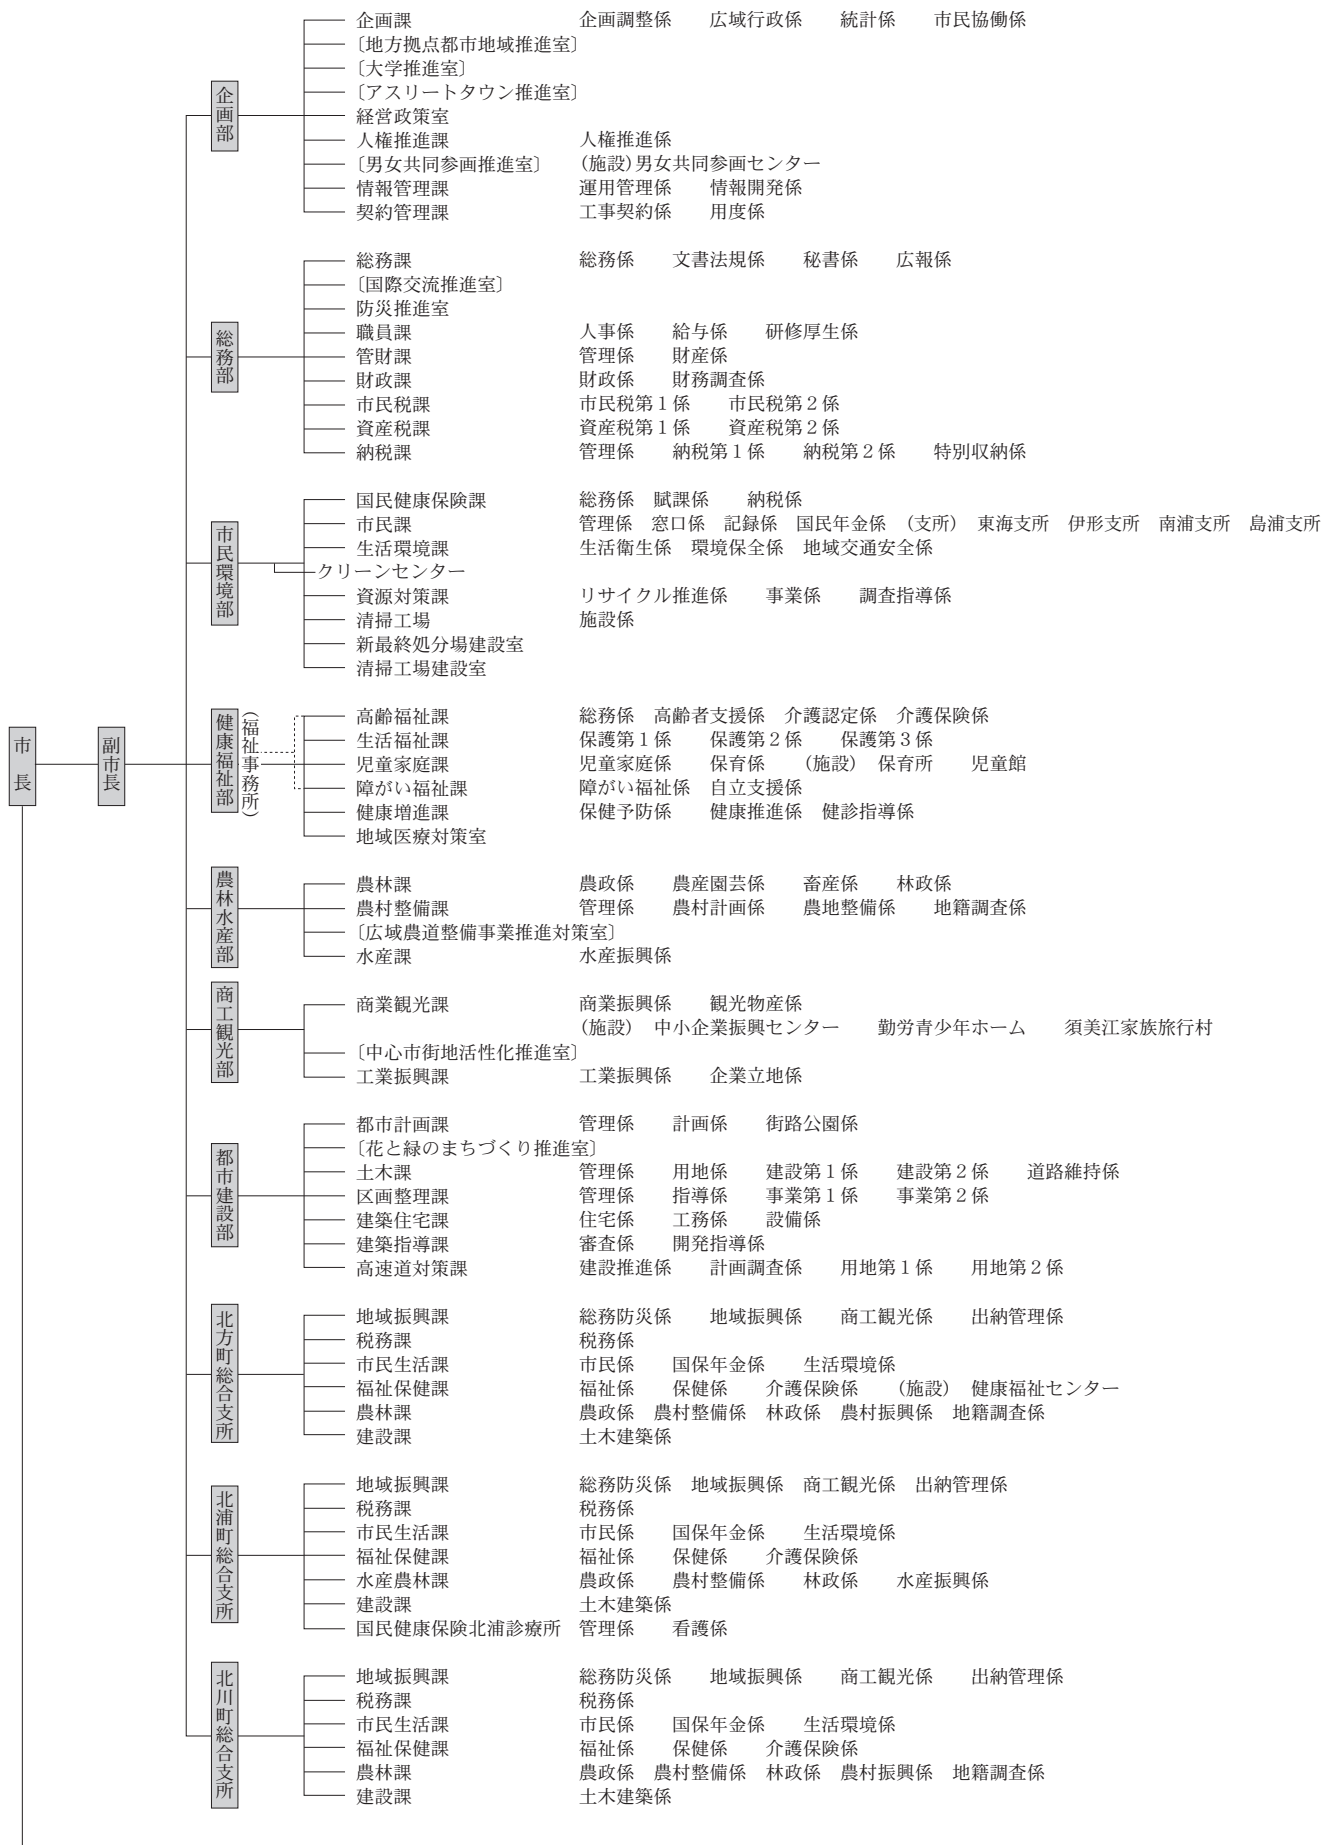 市長
副市長
企画部
企画課 企画調整係 広域行政係 統計係 市民協働係
〔地方拠点都市地域推進室〕
〔大学推進室〕
〔アスリートタウン推進室〕
経営政策室
人権推進課 人権推進係
〔男女共同参画推進室〕 (施設)男女共同参画センター
情報管理課 運用管理係 情報開発係
契約管理課 工事契約係 用度係
総務部
総務課 総務係 文書法規係 秘書係 広報係
〔国際交流推進室〕
防災推進室
職員課 人事係 給与係 研修厚生係
管財課 管理係 財産係
財政課 財政係 財務調査係
市民税課 市民税第1係 市民税第2係
資産税課 資産税第1係 資産税第2係
納税課 管理係 納税第1係 納税第2係 特別収納係
市民環境部
国民健康保険課 総務係 賦課係 納税係
市民課 管理係 窓口係 記録係 国民年金係 (支所) 東海支所 伊形支所 南浦支所 島浦支所
生活環境課 生活衛生係 環境保全係 地域交通安全係
クリーンセンター
資源対策課 リサイクル推進係 事業係 調査指導係
清掃工場 施設係
新最終処分場建設室
清掃工場建設室
健康福祉部
(福祉事務所)
高齢福祉課 総務係 高齢者支援係 介護認定係 介護保険係
生活福祉課 保護第1係 保護第2係 保護第3係
児童家庭課 児童家庭係 保育係 (施設) 保育所 児童館
障がい福祉課 障がい福祉係 自立支援係
健康増進課 保健予防係 健康推進係 健診指導係
地域医療対策室
農林水産部
農林課 農政係 農産園芸係 畜産係 林政係
農村整備課 管理係 農村計画係 農地整備係 地籍調査係
〔広域農道整備事業推進対策室〕
水産課 水産振興係
商工観光部
商業観光課 商業振興係 観光物産係
(施設) 中小企業振興センター 勤労青少年ホーム 須美江家族旅行村
〔中心市街地活性化推進室〕
工業振興課 工業振興係 企業立地係
都市建設部
都市計画課 管理係 計画係 街路公園係
〔花と緑のまちづくり推進室〕
土木課 管理係 用地係 建設第1係 建設第2係 道路維持係
区画整理課 管理係 指導係 事業第1係 事業第2係
建築住宅課 住宅係 工務係 設備係
建築指導課 審査係 開発指導係
高速道対策課 建設推進係 計画調査係 用地第1係 用地第2係
北方町総合支所
地域振興課 総務防災係 地域振興係 商工観光係 出納管理係
税務課 税務係
市民生活課 市民係 国保年金係 生活環境係
福祉保健課 福祉係 保健係 介護保険係 (施設) 健康福祉センター
農林課 農政係 農村整備係 林政係 農村振興係 地籍調査係
建設課 土木建築係
北浦町総合支所
地域振興課 総務防災係 地域振興係 商工観光係 出納管理係
税務課 税務係
市民生活課 市民係 国保年金係 生活環境係
福祉保健課 福祉係 保健係 介護保険係
水産農林課 農政係 農村整備係 林政係 水産振興係
建設課 土木建築係
国民健康保険北浦診療所 管理係 看護係
北川町総合支所
地域振興課 総務防災係 地域振興係 商工観光係 出納管理係
税務課 税務係
市民生活課 市民係 国保年金係 生活環境係
福祉保健課 福祉係 保健係 介護保険係
農林課 農政係 農村整備係 林政係 農村振興係 地籍調査係
建設課 土木建築係